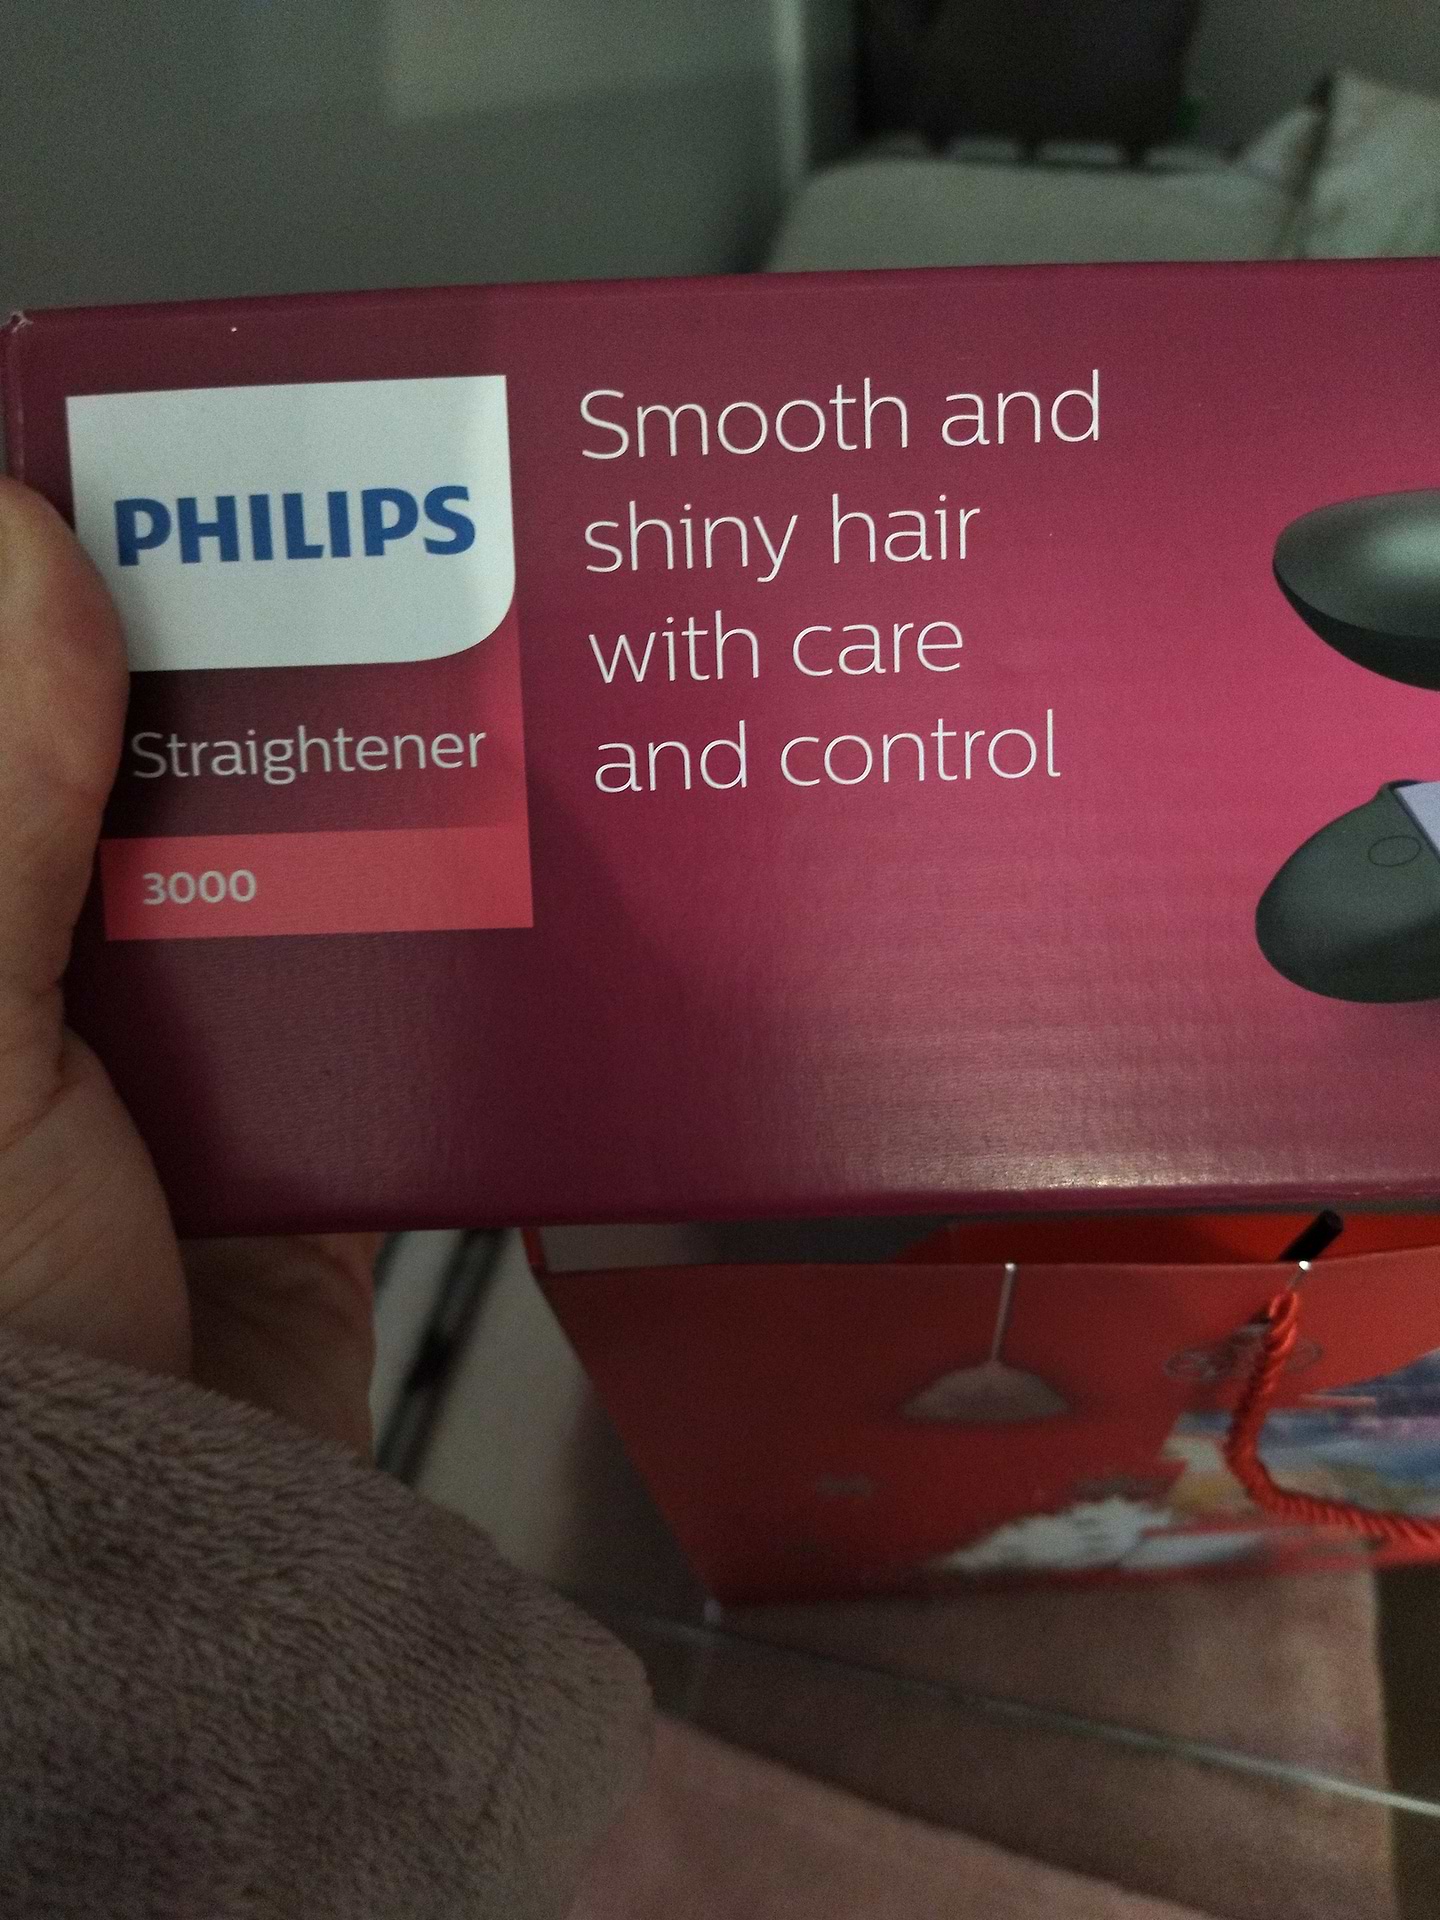 PHILIPS
Straightener
3000
Smooth and
shiny hair
with care
and control